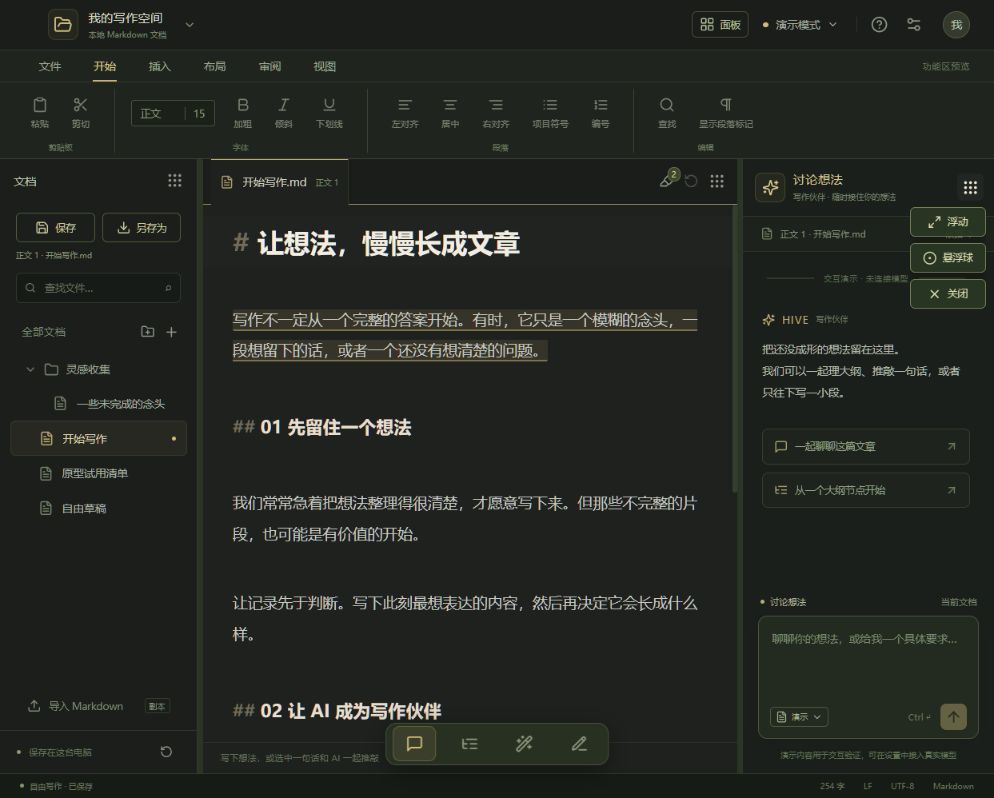 我的写作空间
本地 Markdown 文档
面板
演示模式
我
文件 开始 插入 布局 审阅 视图
功能区预览
粘贴 剪切
剪贴板
正文 15
B 加粗 I 倾斜 U 下划线
字体
左对齐 居中 右对齐 项目符号 编号
段落
查找 显示段落标记
编辑
文档
保存 另存为
正文 1 · 开始写作.md
查找文件...
全部文档
灵感收集
一些未完成的念头
开始写作
原型试用清单
自由草稿
导入 Markdown 副本
保存在这台电脑
开始写作.md 正文 1
2
# 让想法，慢慢长成文章
写作不一定从一个完整的答案开始。有时，它只是一个模糊的念头，一
段想留下的话，或者一个还没有想清楚的问题。
## 01 先留住一个想法
我们常常急着把想法整理得很清楚，才愿意写下来。但那些不完整的片
段，也可能是有价值的开始。
让记录先于判断。写下此刻最想表达的内容，然后再决定它会长成什么
样。
## 02 让 AI 成为写作伙伴
写下想法，或选中一句话和 AI 一起推敲
讨论想法
写作伙伴 · 随时接住你的想法
正文 1 · 开始写作.md
浮动
悬浮球
关闭
交互演示 · 未连接模型
HIVE 写作伙伴
把还没成形的想法留在这里。
我们可以一起理大纲、推敲一句话，或者
只往下写一小段。
一起聊聊这篇文章
从一个大纲节点开始
讨论想法 当前文档
聊聊你的想法，或给我一个具体要求...
演示
Ctrl ↵
演示内容用于交互验证，可在设置中接入真实模型
自由写作 · 已保存
254 字 LF UTF-8 Markdown